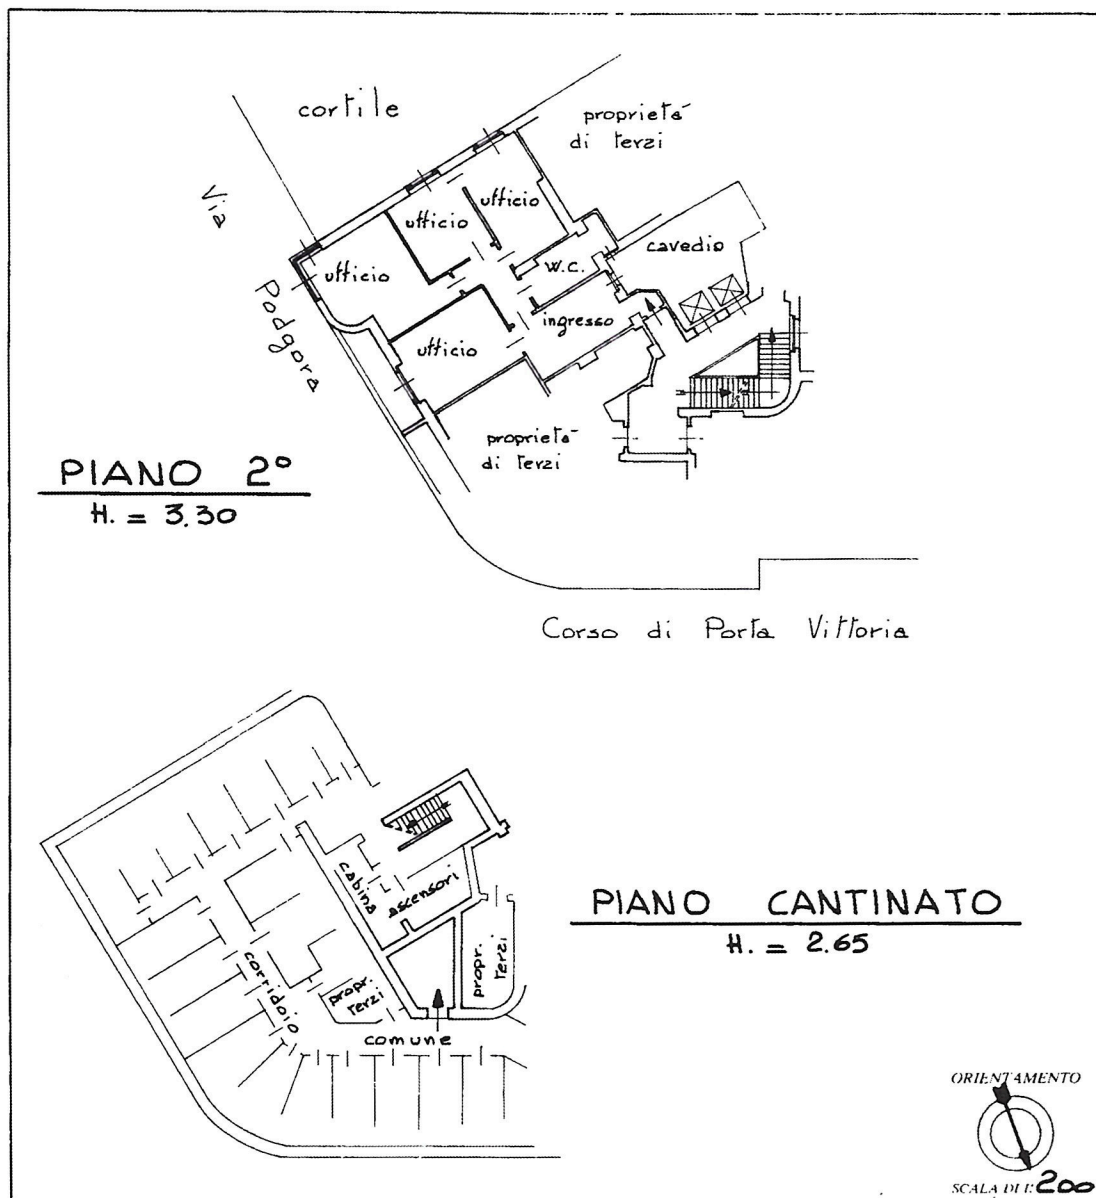 cortile
proprietà
di terzi
Via
Podgora
ufficio
ufficio
ufficio
ufficio
W.C.
cavedio
ingresso
proprietà
di terzi
PIANO 2°
H. = 3.30
Corso di Porta Vittoria
cabina
ascensori
corridoio
propr.
terzi
propr.
terzi
comune
PIANO CANTINATO
H. = 2.65
ORIENTAMENTO
SCALA DI 1: 200